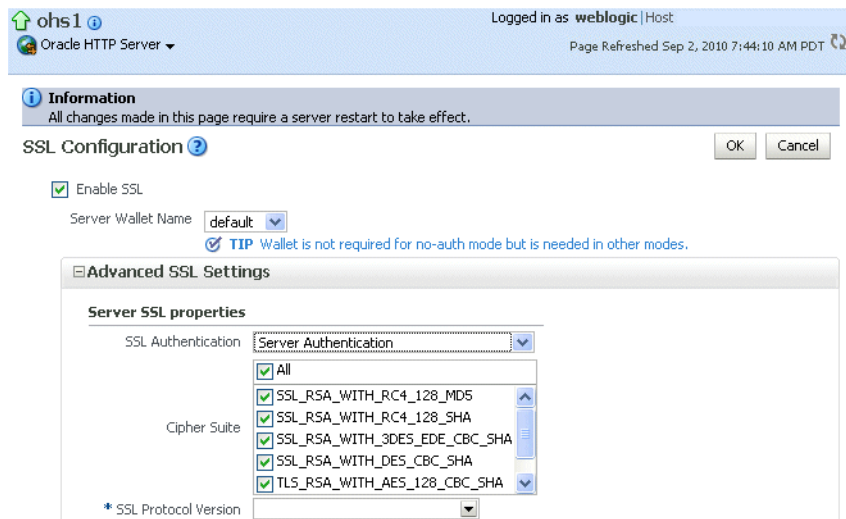 ohs1
Logged in as weblogic|Host
Oracle HTTP Server
Page Refreshed Sep 2, 2010 7:44:10 AM PDT
Information
All changes made in this page require a server restart to take effect.
SSL Configuration
OK
Cancel
Enable SSL
Server Wallet Name
default
TIP Wallet is not required for no-auth mode but is needed in other modes.
Advanced SSL Settings
Server SSL properties
SSL Authentication
Server Authentication
All
Cipher Suite
SSL_RSA_WITH_RC4_128_MD5
SSL_RSA_WITH_RC4_128_SHA
SSL_RSA_WITH_3DES_EDE_CBC_SHA
SSL_RSA_WITH_DES_CBC_SHA
TLS_RSA_WITH_AES_128_CBC_SHA
* SSL Protocol Version